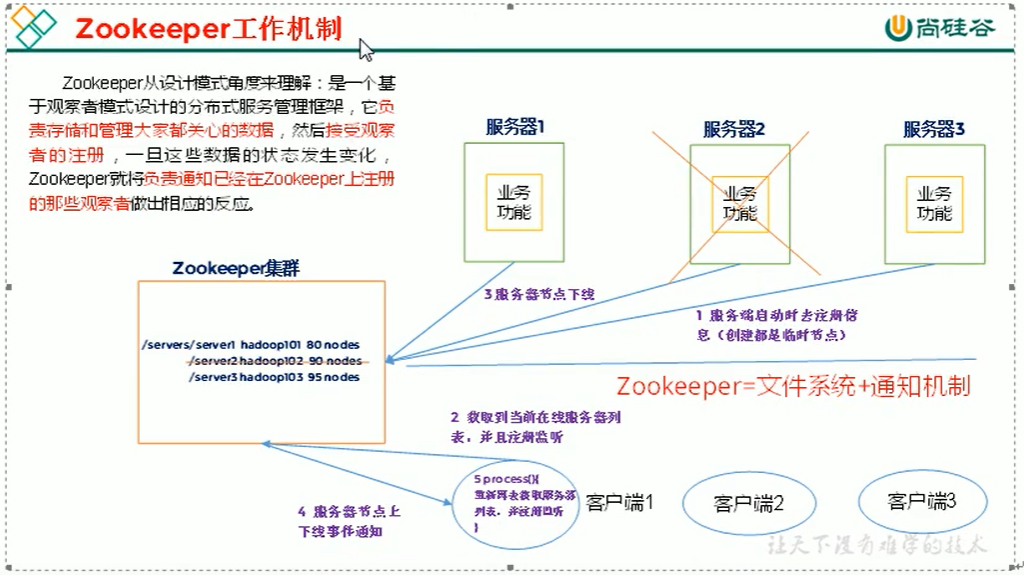 Zookeeper工作机制
尚硅谷
Zookeeper从设计模式角度来理解：是一个基
于观察者模式设计的分布式服务管理框架，它负
责存储和管理大家都关心的数据，然后接受观察
者的注册，一旦这些数据的状态发生变化，
Zookeeper就将负责通知已经在Zookeeper上注册
的那些观察者做出相应的反应。
服务器1
服务器2
服务器3
业务
功能
业务
功能
业务
功能
Zookeeper集群
3 服务器节点下线
1 服务端启动时去注册信
息（创建都是临时节点）
/servers/server1 hadoop101 80 nodes
/server2 hadoop102 90 nodes
/server3 hadoop103 95 nodes
Zookeeper=文件系统+通知机制
2 获取到当前在线服务器列
表，并且注册监听
4 服务器节点上
下线事件通知
5 process(){
重新再去获取服务器
列表，并注册监听
}
客户端1
客户端2
客户端3
让天下没有难学的技术